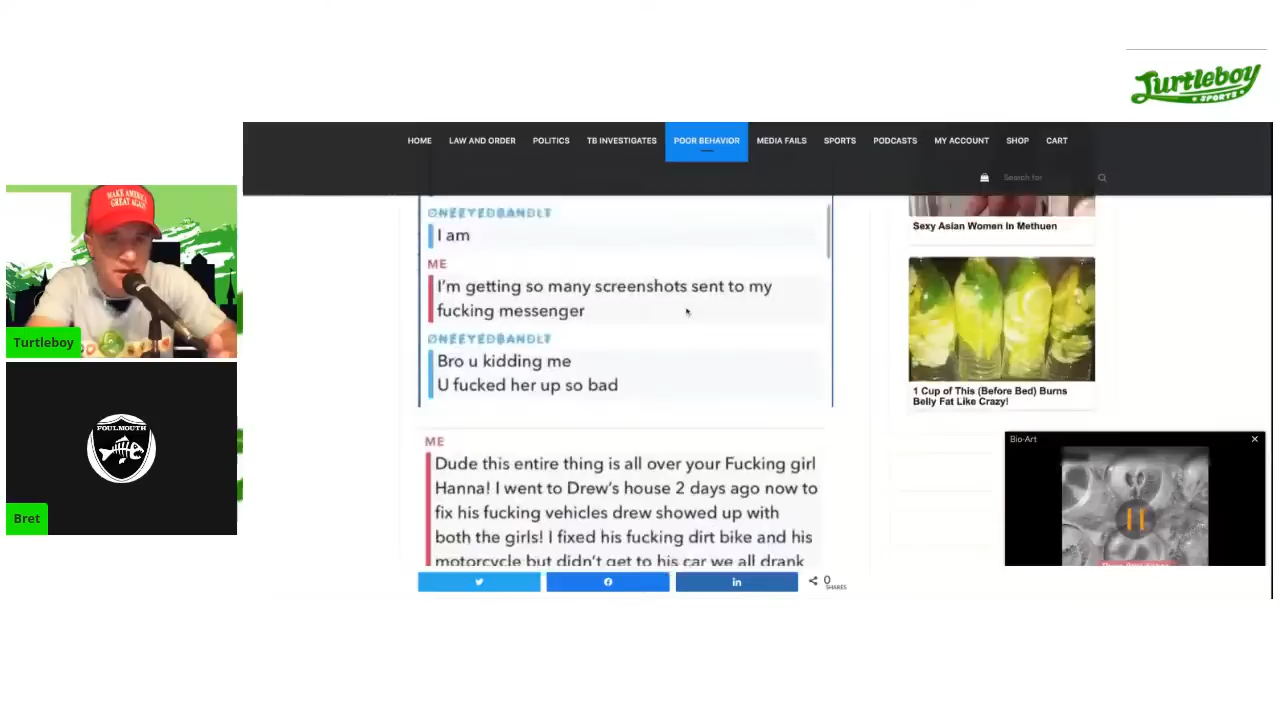 Turtleboy
SPORTS
HOME LAW AND ORDER POLITICS TB INVESTIGATES POOR BEHAVIOR MEDIA FAILS SPORTS PODCASTS MY ACCOUNT SHOP CART
Search for
MAKE AMERICA
GREAT AGAIN
Turtleboy
FOULMOUTH
Bret
I am
ME
I'm getting so many screenshots sent to my
fucking messenger
Bro u kidding me
U fucked her up so bad
ME
Dude this entire thing is all over your Fucking girl
Hanna! I went to Drew's house 2 days ago now to
fix his fucking vehicles drew showed up with
both the girls! I fixed his fucking dirt bike and his
motorcycle but didn't get to his car we all drank
0
SHARES
Sexy Asian Women In Methuen
1 Cup of This (Before Bed) Burns
Belly Fat Like Crazy!
Bio-Art